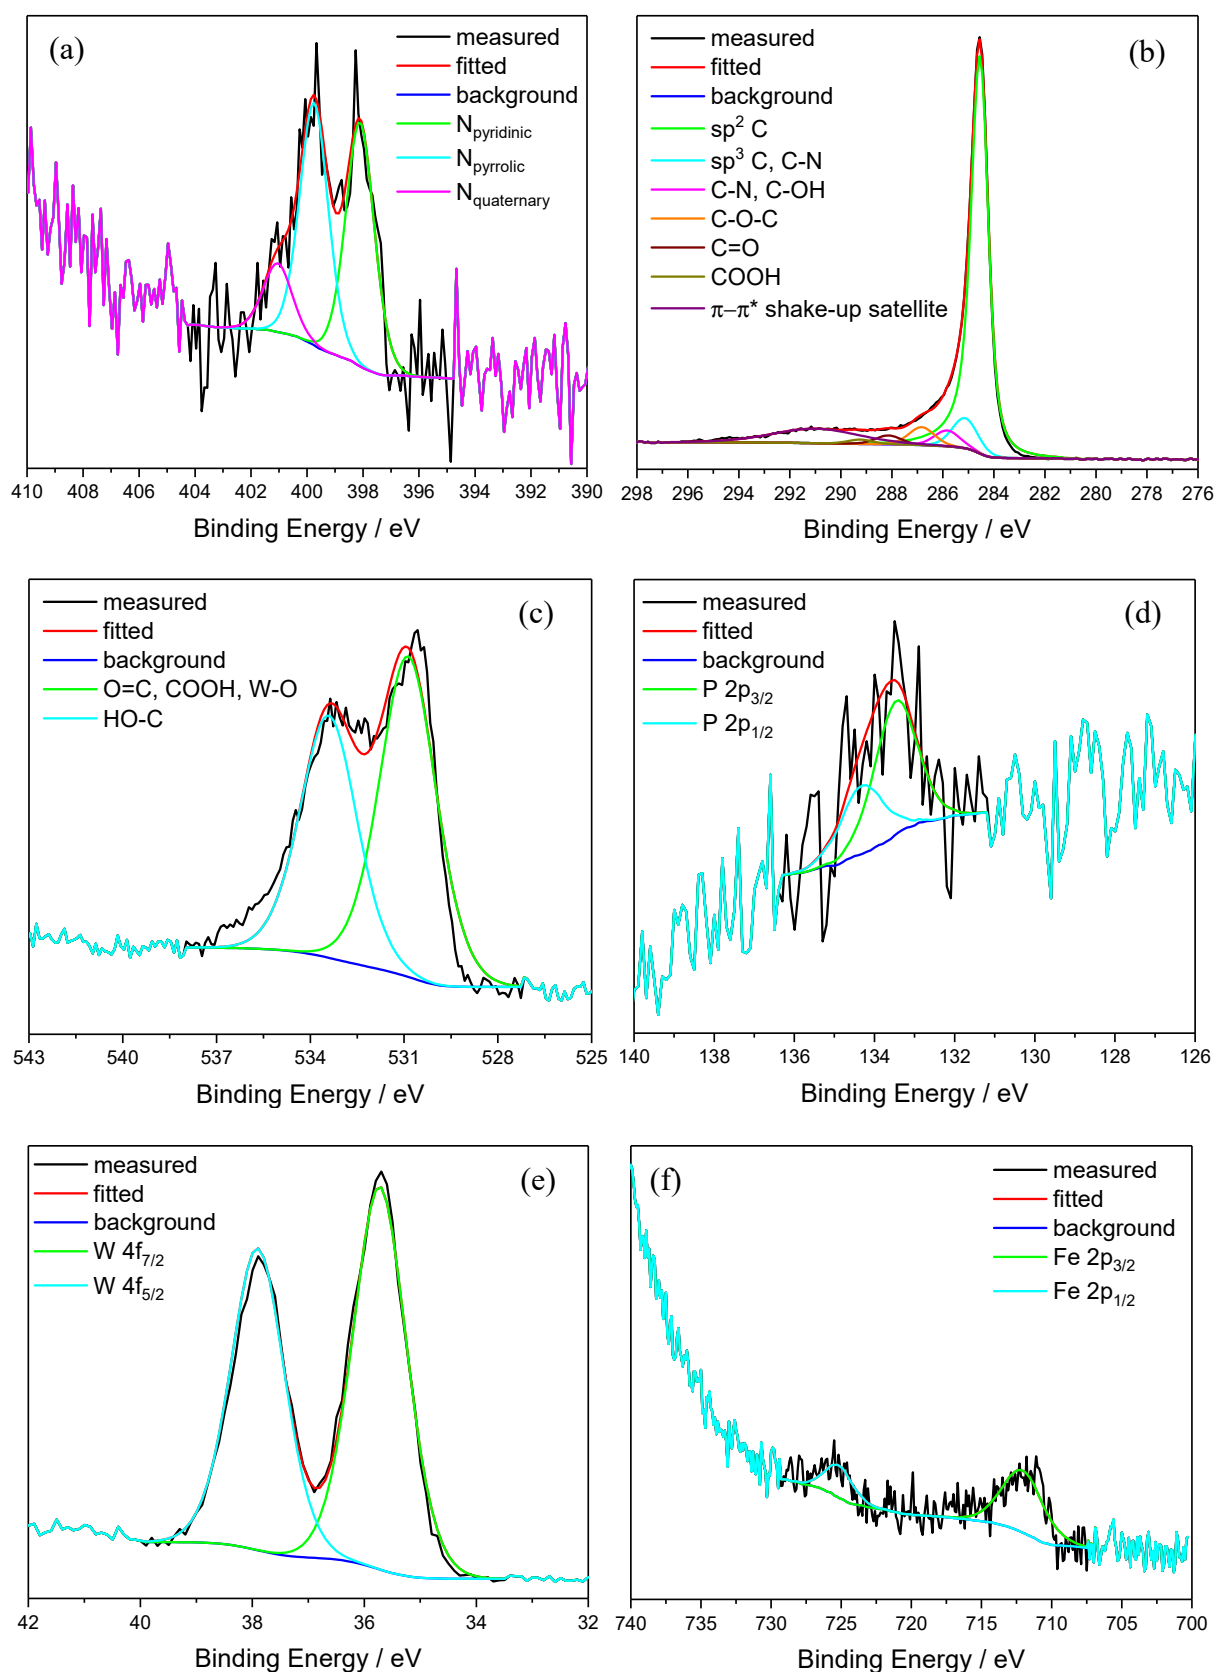 (a)
measured
fitted
background
N pyridinic
N pyrrolic
N quaternary
410 408 406 404 402 400 398 396 394 392 390
Binding Energy / eV
(b)
measured
fitted
background
sp² C
sp³ C, C-N
C-N, C-OH
C-O-C
C=O
COOH
π–π* shake-up satellite
298 296 294 292 290 288 286 284 282 280 278 276
Binding Energy / eV
(c)
measured
fitted
background
O=C, COOH, W-O
HO-C
543 540 537 534 531 528 525
Binding Energy / eV
(d)
measured
fitted
background
P 2p3/2
P 2p1/2
140 138 136 134 132 130 128 126
Binding Energy / eV
(e)
measured
fitted
background
W 4f7/2
W 4f5/2
42 40 38 36 34 32
Binding Energy / eV
(f)
measured
fitted
background
Fe 2p3/2
Fe 2p1/2
740 735 730 725 720 715 710 705 700
Binding Energy / eV